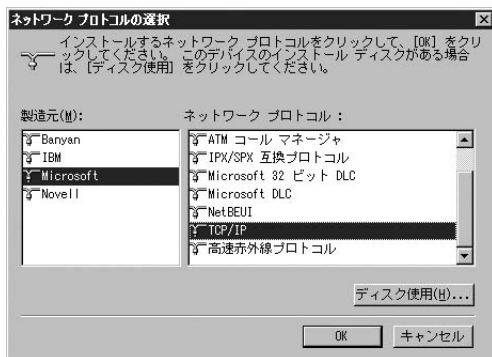 ネットワーク プロトコルの選択
インストールするネットワーク プロトコルをクリックして、[OK] をクリ
ックしてください。 このデバイスのインストール ディスクがある場合
は、[ディスク使用] をクリックしてください。
製造元(M):
Banyan
IBM
Microsoft
Novell
ネットワーク プロトコル :
ATM コール マネージャ
IPX/SPX 互換プロトコル
Microsoft 32 ビット DLC
Microsoft DLC
NetBEUI
TCP/IP
高速赤外線プロトコル
ディスク使用(H)...
OK
キャンセル